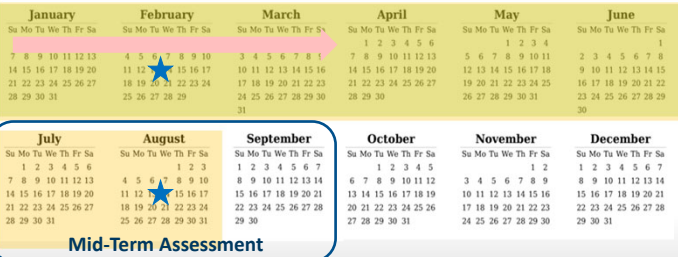 January
Su Mo Tu We Th Fr Sa
7 8 9 10 11 12 13
14 15 16 17 18 19 20
21 22 23 24 25 26 27
28 29 30 31
February
Su Mo Tu We Th Fr Sa
4 5 6 7 8 9 10
11 12 15 16 17
18 19 20 21 22 23 24
25 26 27 28 29
March
Su Mo Tu We Th Fr Sa
3 4 5 6 7 8 9
10 11 12 13 14 15 16
17 18 19 20 21 22 23
24 25 26 27 28 29 30
31
April
Su Mo Tu We Th Fr Sa
1 2 3 4 5 6
7 8 9 10 11 12 13
14 15 16 17 18 19 20
21 22 23 24 25 26 27
28 29 30
May
Su Mo Tu We Th Fr Sa
1 2 3 4
5 6 7 8 9 10 11
12 13 14 15 16 17 18
19 20 21 22 23 24 25
26 27 28 29 30 31
June
Su Mo Tu We Th Fr Sa
1
2 3 4 5 6 7 8
9 10 11 12 13 14 15
16 17 18 19 20 21 22
23 24 25 26 27 28 29
30
July
Su Mo Tu We Th Fr Sa
1 2 3 4 5 6
7 8 9 10 11 12 13
14 15 16 17 18 19 20
21 22 23 24 25 26 27
28 29 30 31
August
Su Mo Tu We Th Fr Sa
1 2 3
4 5 6 7 8 9 10
11 12 15 16 17
18 19 20 21 22 23 24
25 26 27 28 29 30 31
September
Su Mo Tu We Th Fr Sa
1 2 3 4 5 6 7
8 9 10 11 12 13 14
15 16 17 18 19 20 21
22 23 24 25 26 27 28
29 30
October
Su Mo Tu We Th Fr Sa
1 2 3 4 5
6 7 8 9 10 11 12
13 14 15 16 17 18 19
20 21 22 23 24 25 26
27 28 29 30 31
November
Su Mo Tu We Th Fr Sa
1 2
3 4 5 6 7 8 9
10 11 12 13 14 15 16
17 18 19 20 21 22 23
24 25 26 27 28 29 30
December
Su Mo Tu We Th Fr Sa
1 2 3 4 5 6 7
8 9 10 11 12 13 14
15 16 17 18 19 20 21
22 23 24 25 26 27 28
29 30 31
Mid-Term Assessment